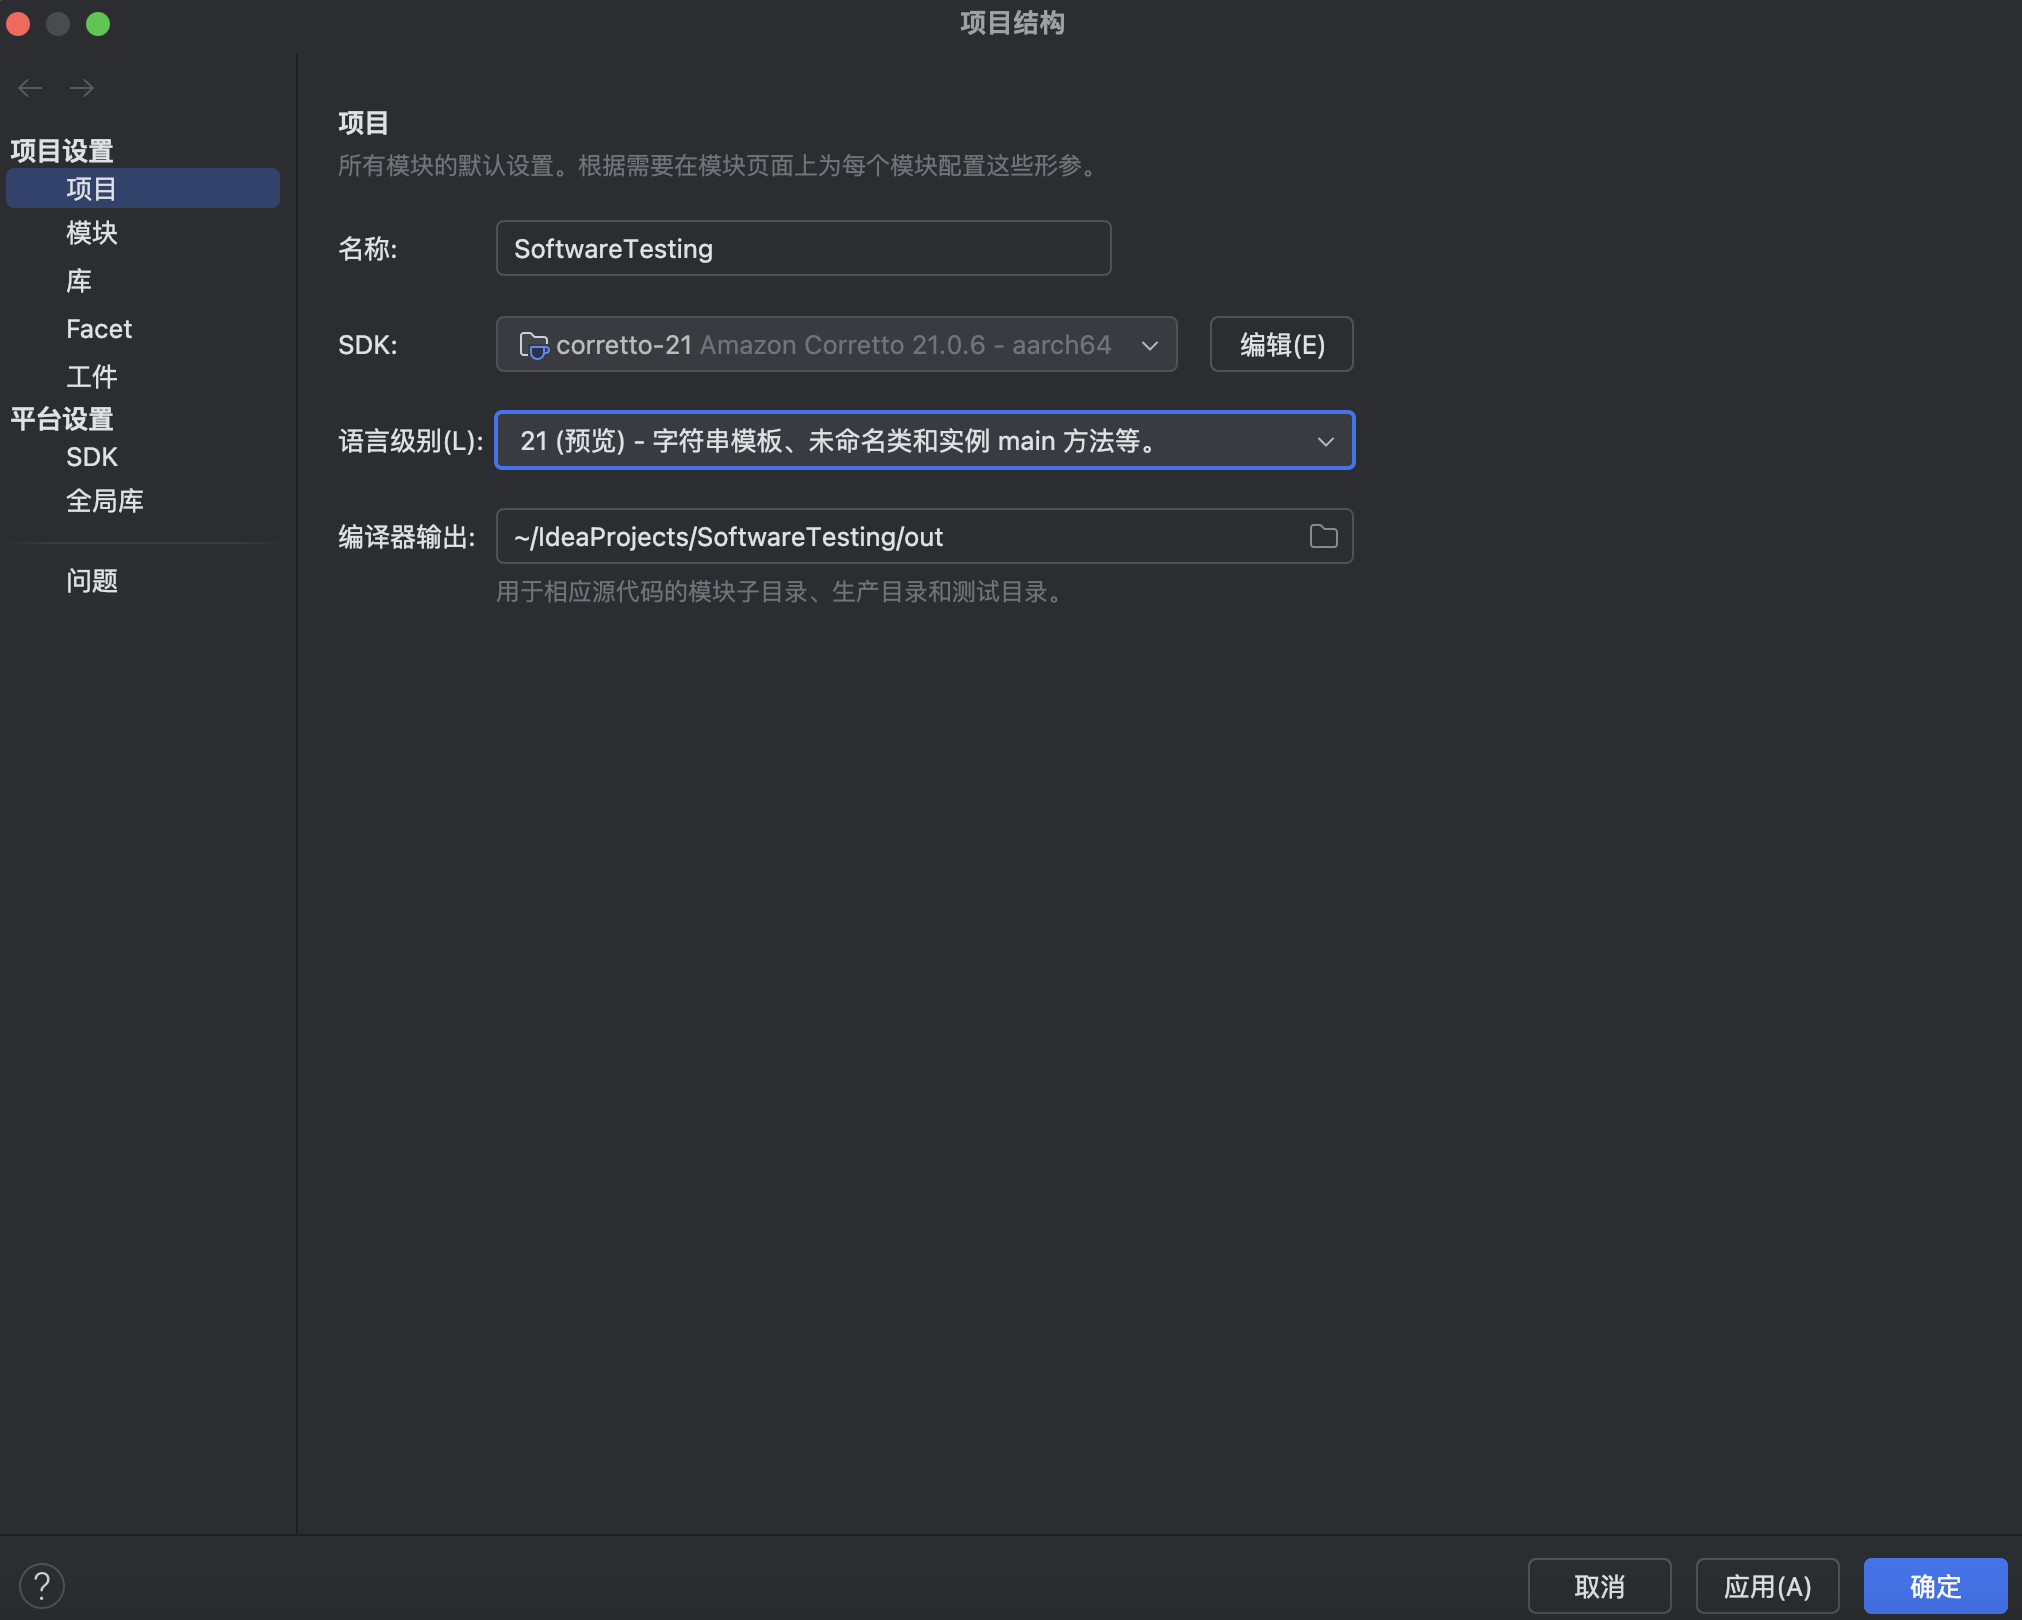 项目结构
项目设置
项目
模块
库
Facet
工件
平台设置
SDK
全局库
问题
项目
所有模块的默认设置。根据需要在模块页面上为每个模块配置这些形参。
名称: SoftwareTesting
SDK: corretto-21 Amazon Corretto 21.0.6 - aarch64 编辑(E)
语言级别(L): 21 (预览) - 字符串模板、未命名类和实例 main 方法等。
编译器输出: ~/IdeaProjects/SoftwareTesting/out
用于相应源代码的模块子目录、生产目录和测试目录。
? 取消 应用(A) 确定